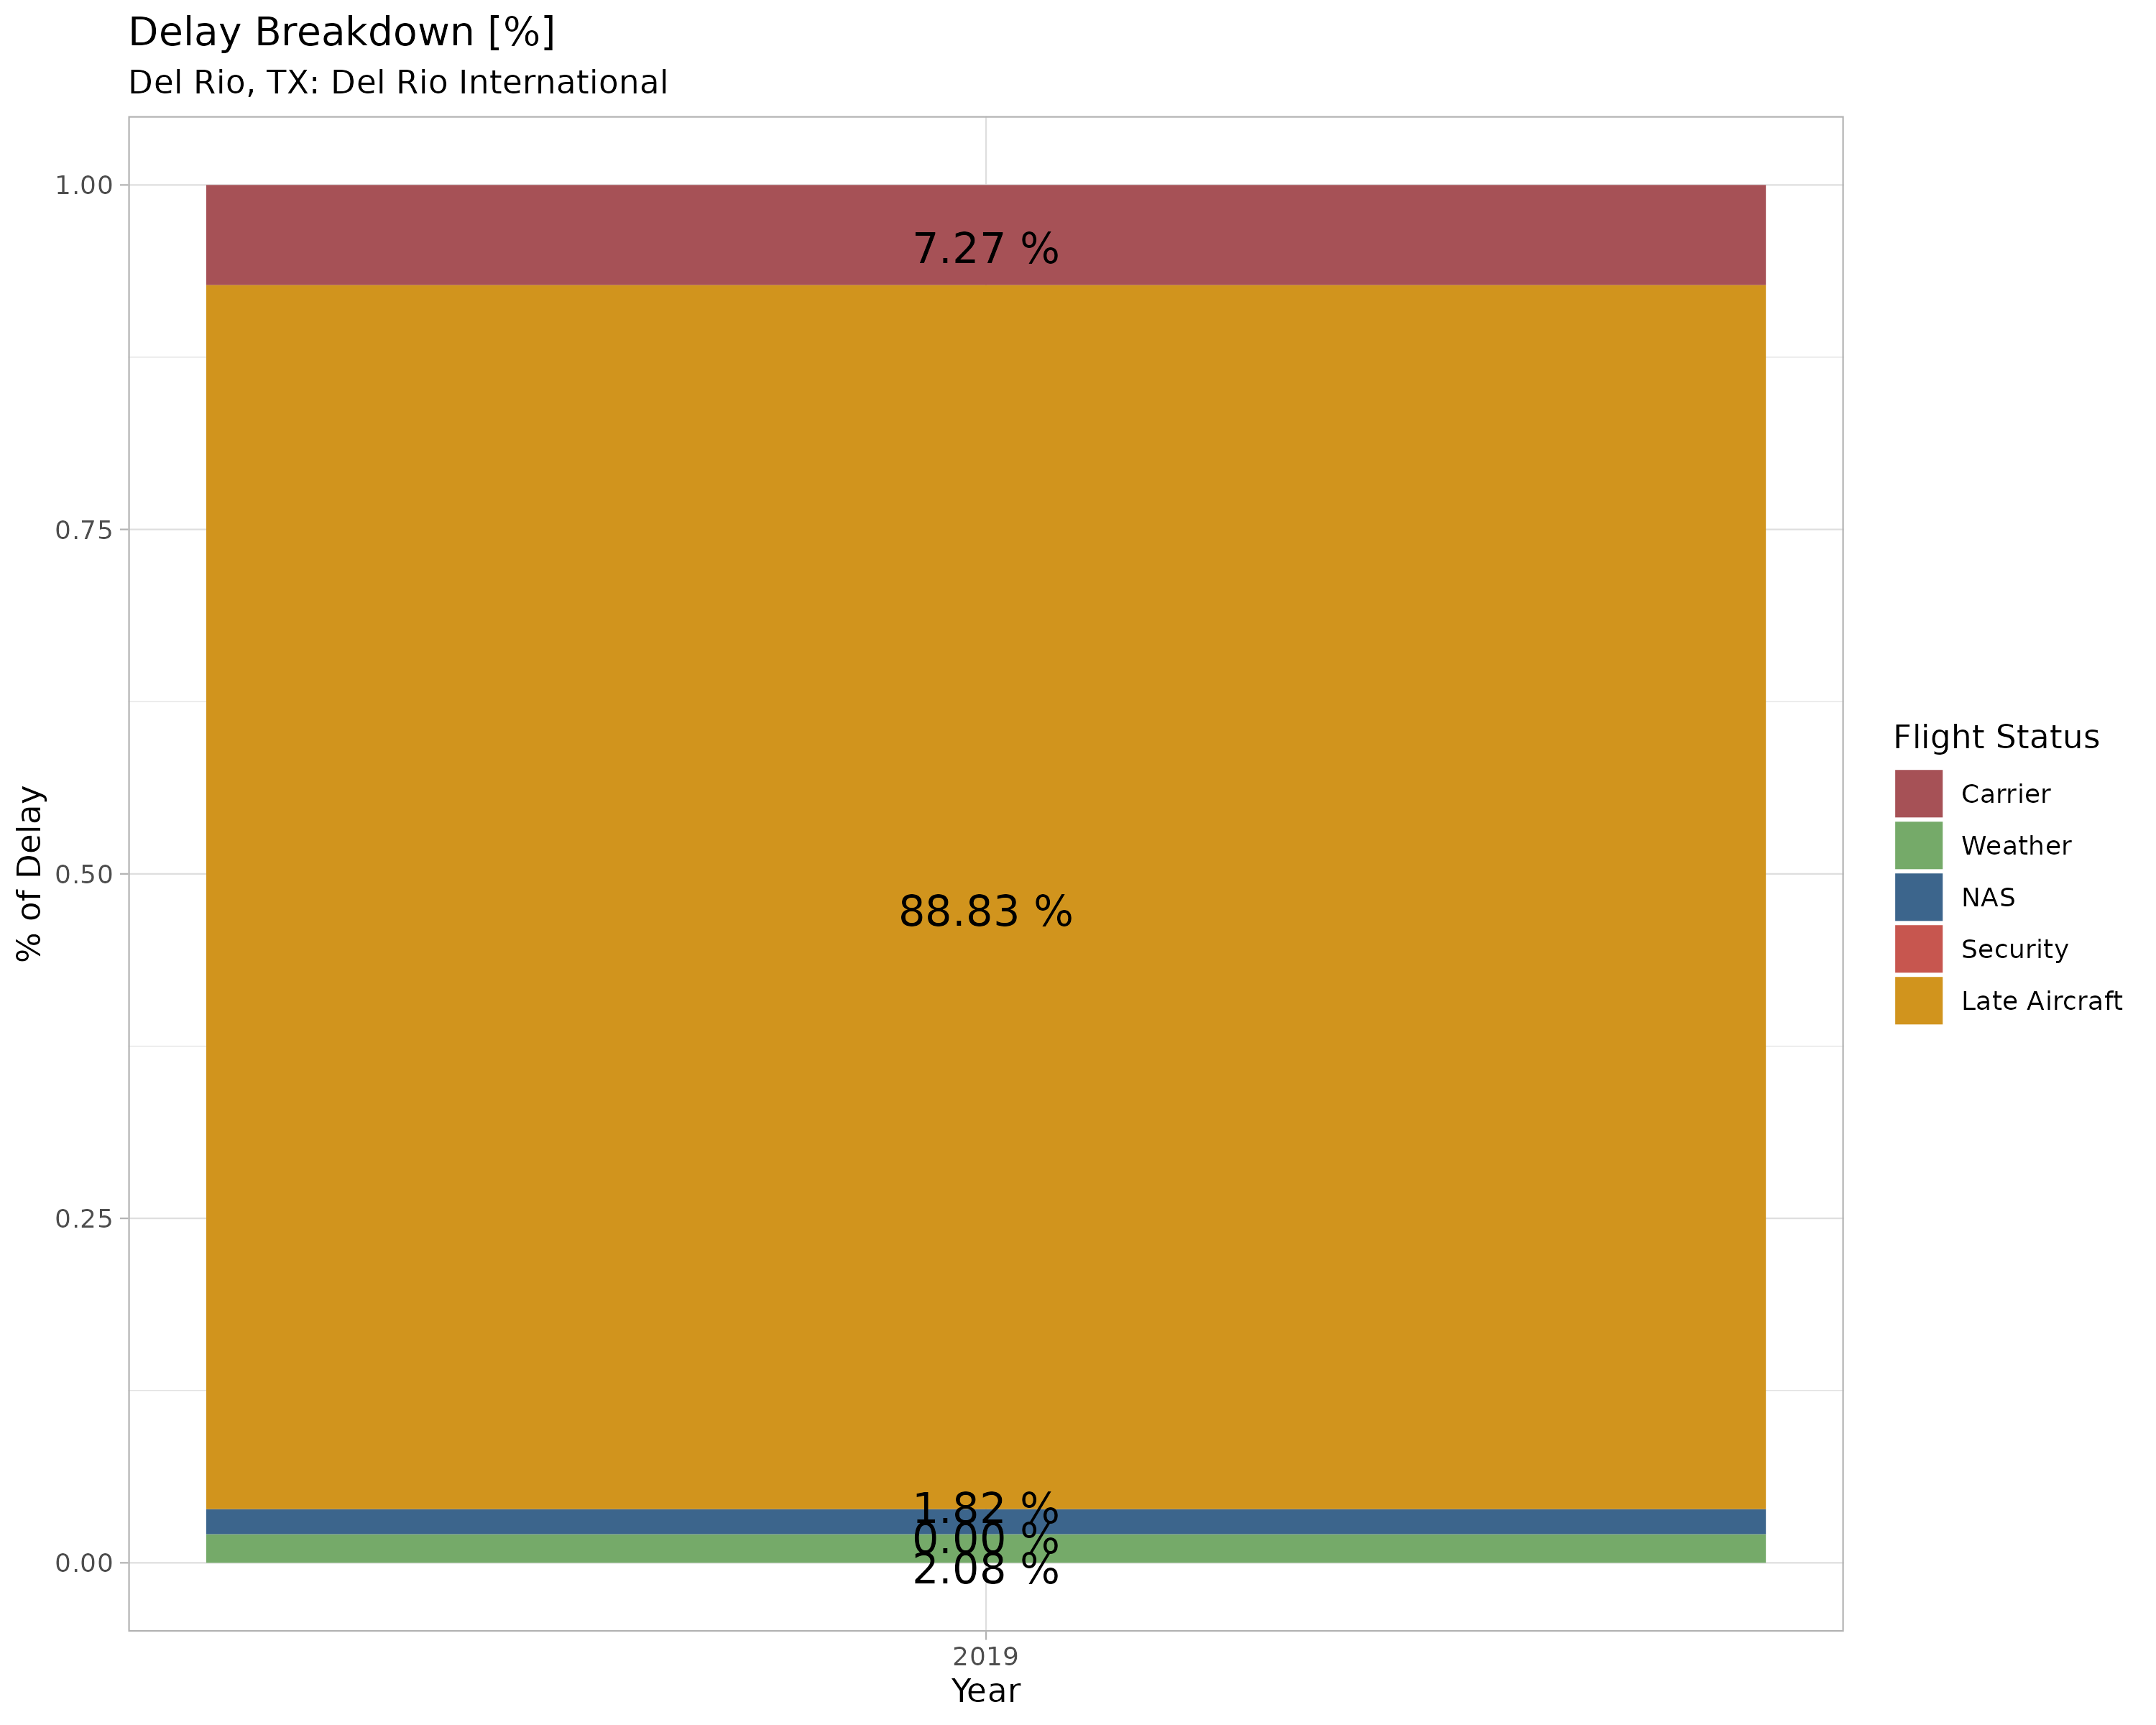 Delay Breakdown [%]
Del Rio, TX: Del Rio International
% of Delay
1.00
0.75
0.50
0.25
0.00
7.27 %
88.83 %
1.82 %
0.00 %
2.08 %
2019
Year
Flight Status
Carrier
Weather
NAS
Security
Late Aircraft